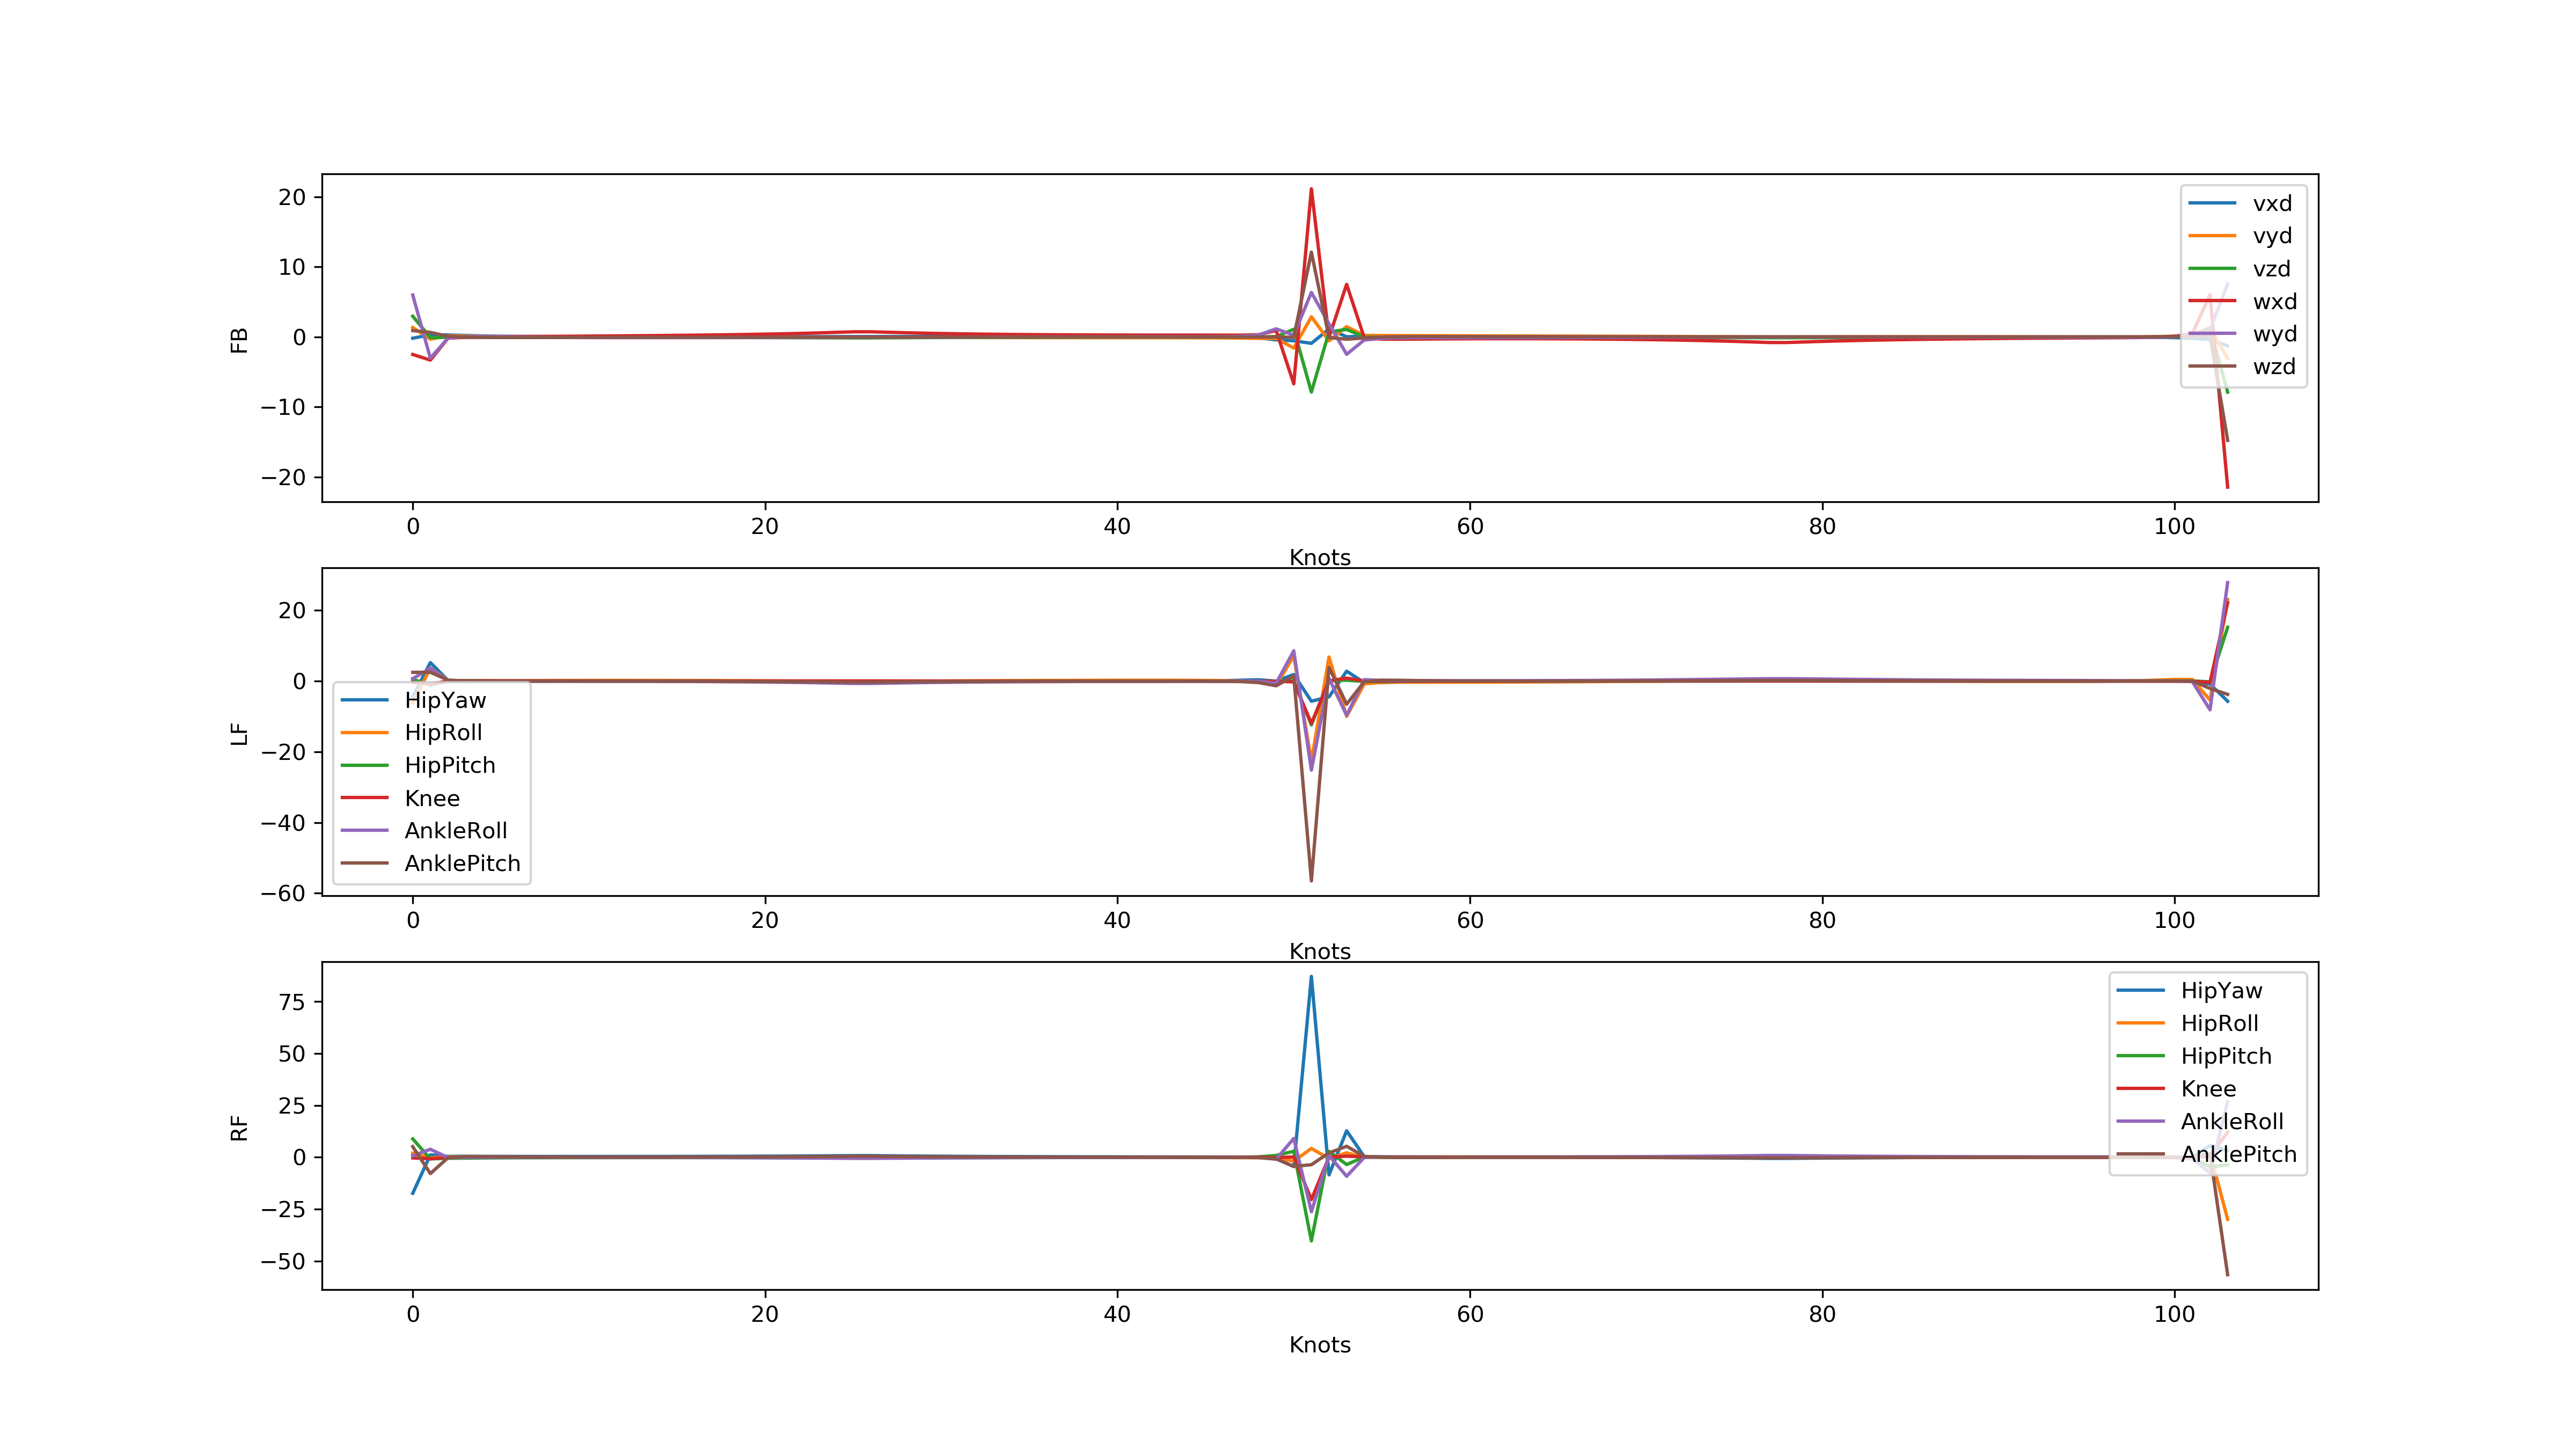 20
10
0
−10
−20
FB
vxd
vyd
vzd
wxd
wyd
wzd
0 20 40 60 80 100
Knots
20
0
−20
−40
−60
LF
HipYaw
HipRoll
HipPitch
Knee
AnkleRoll
AnklePitch
0 20 40 60 80 100
Knots
75
50
25
0
−25
−50
RF
HipYaw
HipRoll
HipPitch
Knee
AnkleRoll
AnklePitch
0 20 40 60 80 100
Knots